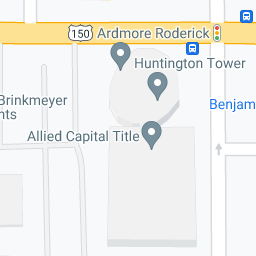 150
Ardmore Roderick
Huntington Tower
Brinkmeyer
nts
Benjam
Allied Capital Title